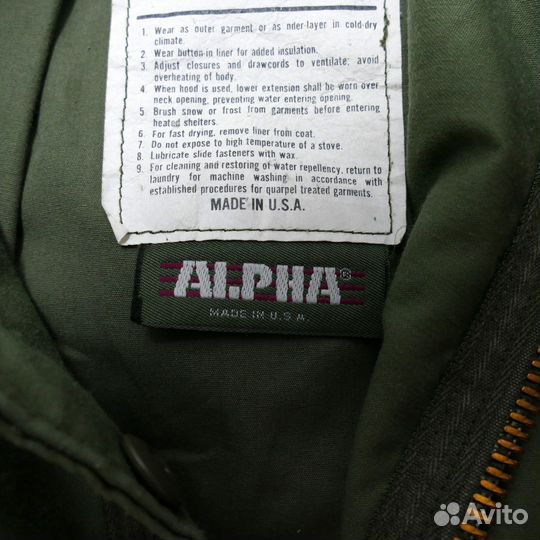 1. Wear as outer garment or as nder-layer in cold-dry
climate.
2. Wear button-in liner for added insulation.
3. Adjust closures and drawcords to ventilate; avoid
overheating of body.
4. When hood is used, lower extension shall be worn over
neck opening, preventing water entering opening.
5. Brush snow or frost from garments before entering
heated shelters.
6. For fast drying, remove liner from coat.
7. Do not expose to high temperature of a stove.
8. Lubricate slide fasteners with wax.
9. For cleaning and restoring of water repellency, return to
laundry for machine washing in accordance with
established procedures for quarpel treated garments.
MADE IN U.S.A.
ALPHA®
MADE IN U.S.A.
Avito